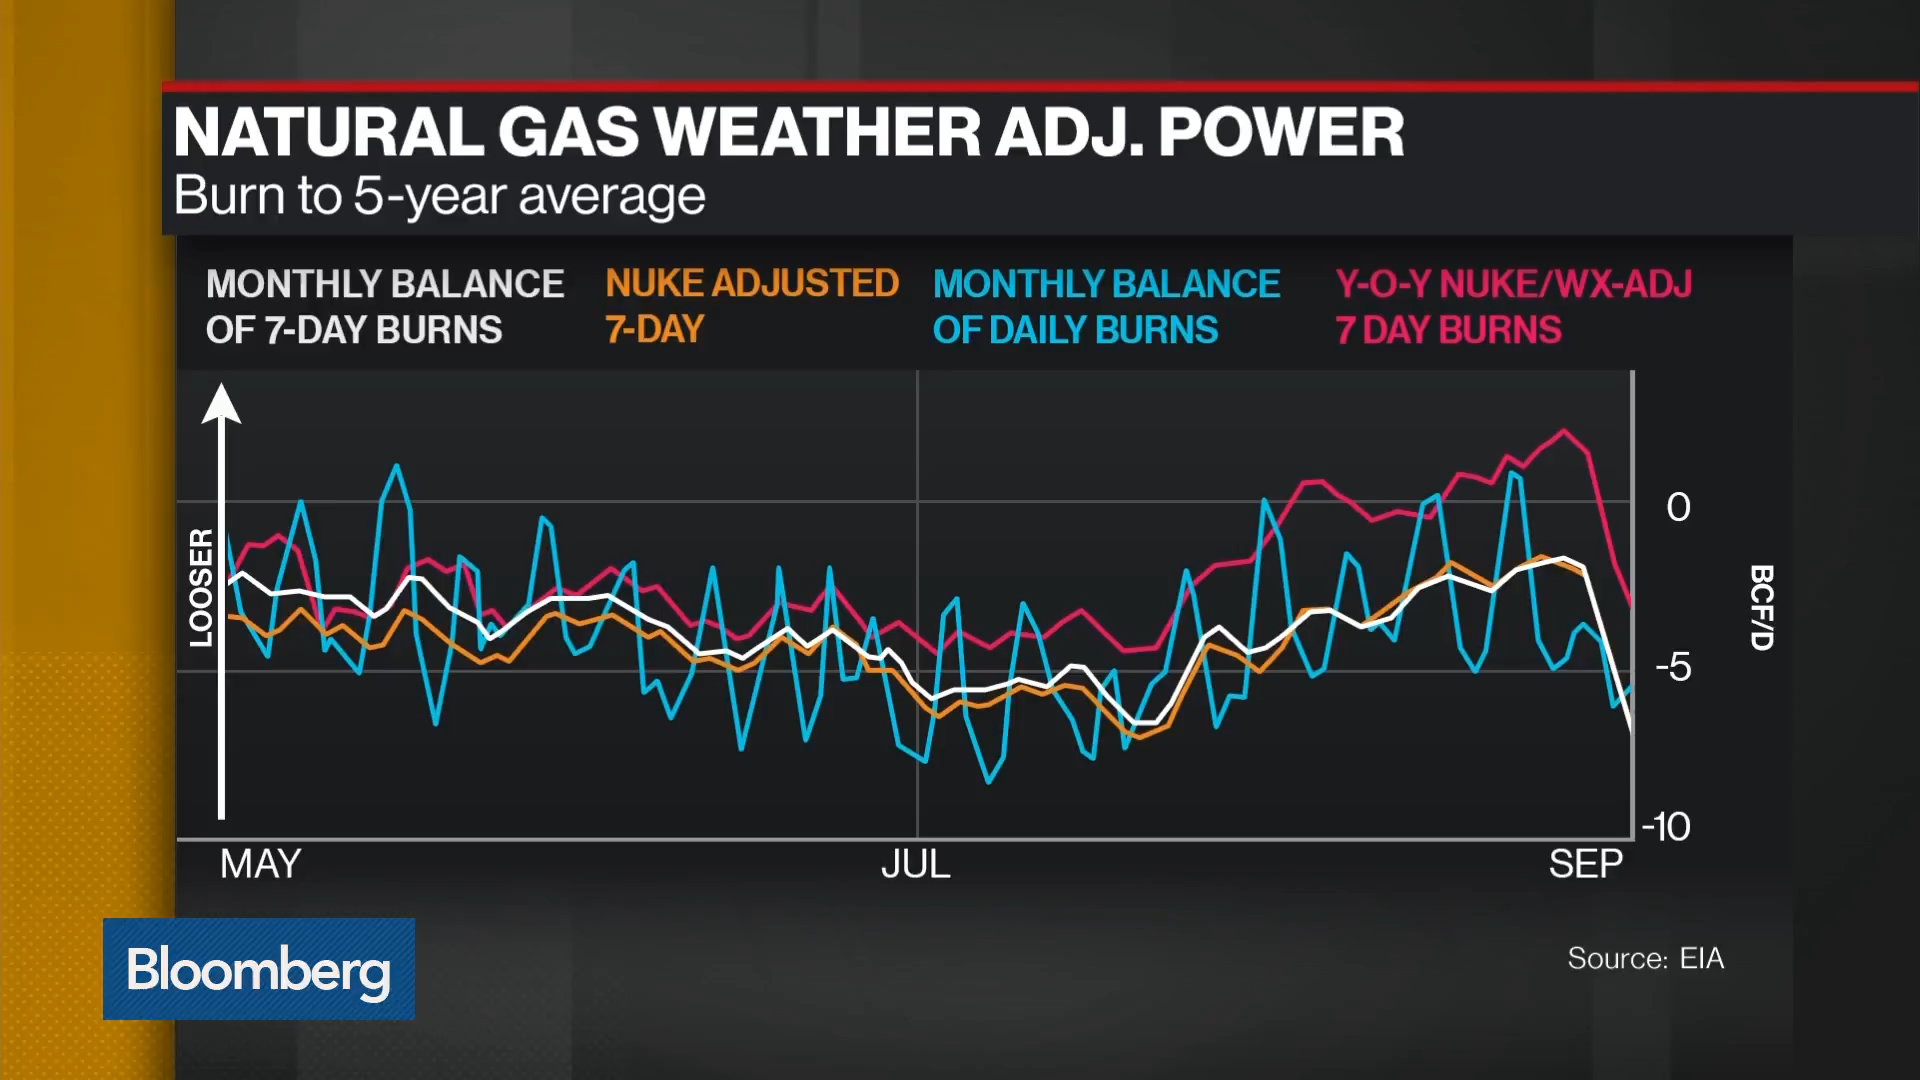 NATURAL GAS WEATHER ADJ. POWER
Burn to 5-year average
MONTHLY BALANCE
OF 7-DAY BURNS
NUKE ADJUSTED
7-DAY
MONTHLY BALANCE
OF DAILY BURNS
Y-O-Y NUKE/WX-ADJ
7 DAY BURNS
LOOSER
0
-5
-10
BCF/D
MAY
JUL
SEP
Bloomberg
Source: EIA